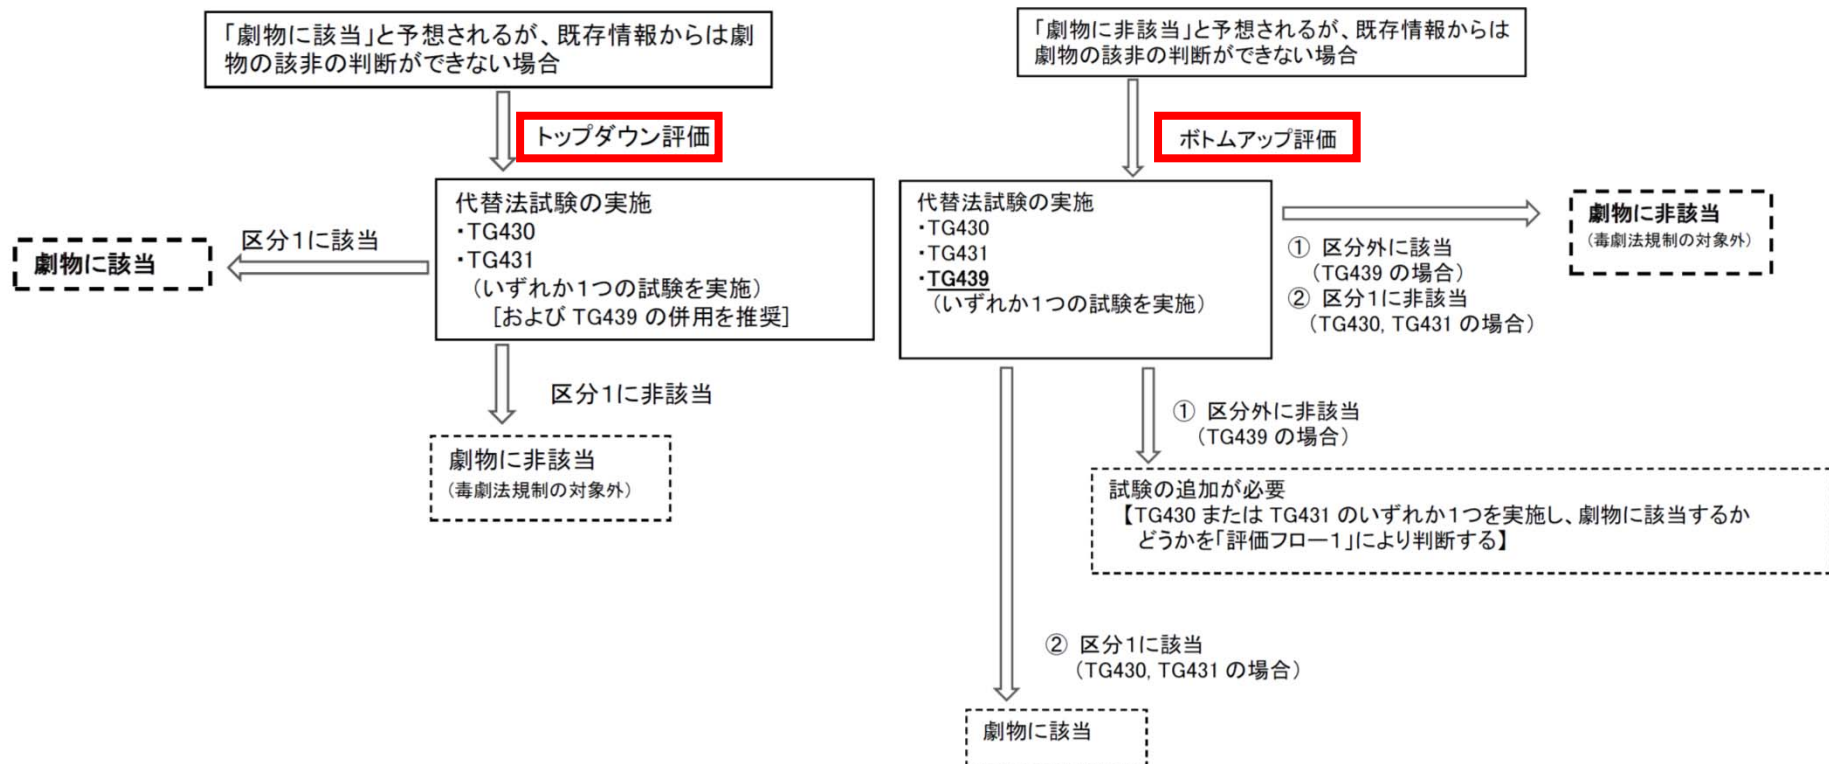 「劇物に該当」と予想されるが、既存情報からは劇
物の該非の判断ができない場合
トップダウン評価
代替法試験の実施
・TG430
・TG431
（いずれか１つの試験を実施）
［および TG439 の併用を推奨］
区分1に該当
劇物に該当
区分1に非該当
劇物に非該当
（毒劇法規制の対象外）
「劇物に非該当」と予想されるが、既存情報からは
劇物の該非の判断ができない場合
ボトムアップ評価
代替法試験の実施
・TG430
・TG431
・TG439
（いずれか１つの試験を実施）
① 区分外に該当
（TG439 の場合）
② 区分1に非該当
（TG430, TG431 の場合）
劇物に非該当
（毒劇法規制の対象外）
① 区分外に非該当
（TG439 の場合）
試験の追加が必要
【TG430 または TG431 のいずれか１つを実施し、劇物に該当するか
どうかを「評価フロー１」により判断する】
② 区分1に該当
（TG430, TG431 の場合）
劇物に該当